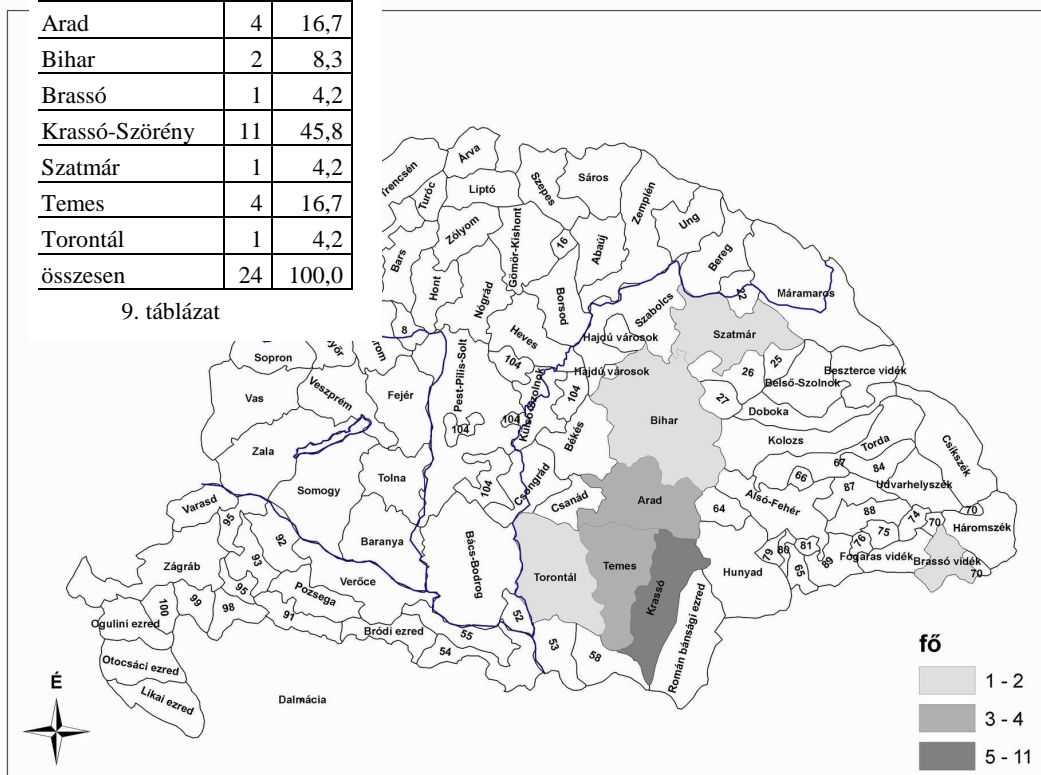 Arad 4 16,7
Bihar 2 8,3
Brassó 1 4,2
Krassó-Szörény 11 45,8
Szatmár 1 4,2
Temes 4 16,7
Torontál 1 4,2
összesen 24 100,0
9. táblázat
Árva
Trencsén
Turóc
Liptó
Szepes
Sáros
Zemplén
Ung
Bereg
Máramaros
Zólyom
Gömör-Kishont
16
Abaúj
Bars
Hont
Nógrád
Borsod
Szabolcs
22
8
Heves
Hajdú városok
Szatmár
Sopron
Győr
rom
Pest-Pilis-Solt
104
Külső-Szolnok
Hajdú városok
104
26
25
Belső-Szolnok
Beszterce vidék
27
Doboka
Vas
Veszprém
Fejér
104
104
Békés
Bihar
Kolozs
Torda
Csíkszék
Zala
Somogy
Tolna
104
Csongrád
Csanád
Arad
64
Alsó-Fehér
66
67
84
Udvarhelyszék
87
88
Varasd
95
92
93
Baranya
Bács-Bodrog
Torontál
Temes
Krassó
Hunyad
79
80
81
65
89
Fogaras vidék
76
75
74
70
70
Háromszék
Brassó vidék
70
Zágráb
95
Pozsega
Verőce
Ogulini ezred
100
99
98
91
Bródi ezred
55
54
52
53
58
Román bánsági ezred
Otocsáci ezred
Likai ezred
Dalmácia
É
fő
1 - 2
3 - 4
5 - 11